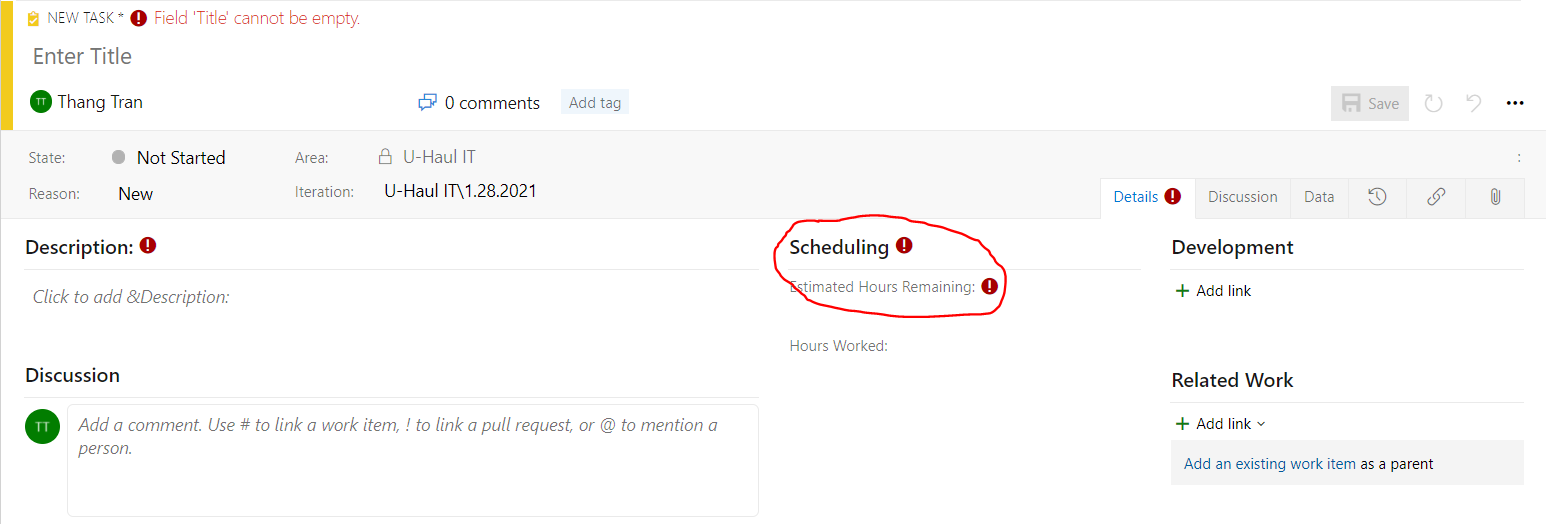 NEW TASK * Field 'Title' cannot be empty.
Enter Title
TT Thang Tran
0 comments
Add tag
Save
State: Not Started
Area: U-Haul IT
Reason: New
Iteration: U-Haul IT\1.28.2021
Details
Discussion
Data
Description:
Click to add &Description:
Discussion
TT
Add a comment. Use # to link a work item, ! to link a pull request, or @ to mention a
person.
Scheduling
Estimated Hours Remaining:
Hours Worked:
Development
+ Add link
Related Work
+ Add link
Add an existing work item as a parent